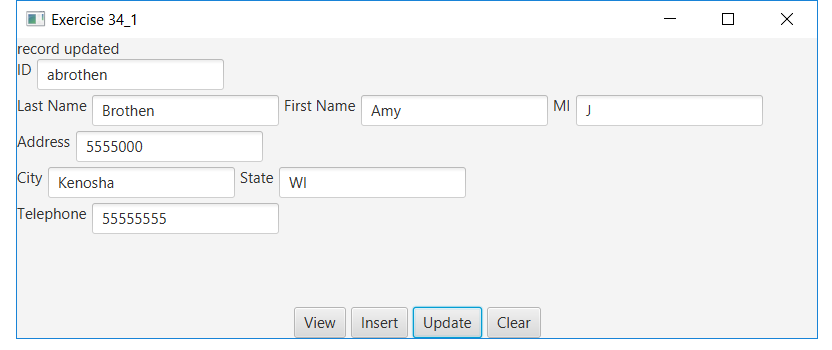 Exercise 34_1
record updated
ID abrothen
Last Name Brothen First Name Amy MI J
Address 5555000
City Kenosha State WI
Telephone 55555555
View Insert Update Clear